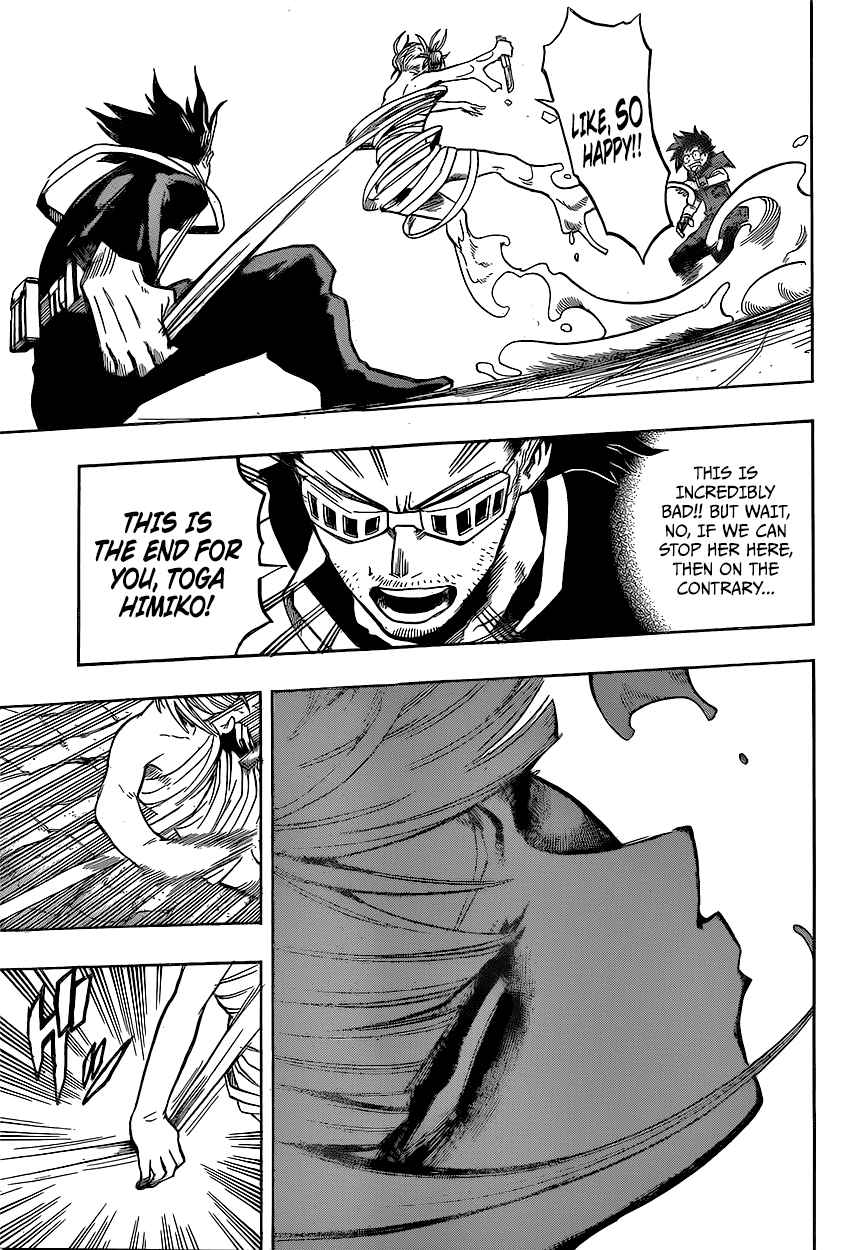 LIKE, SO
HAPPY!!
THIS IS
INCREDIBLY
BAD!! BUT WAIT,
NO, IF WE CAN
STOP HER HERE,
THEN ON THE
CONTRARY...
THIS IS
THE END FOR
YOU, TOGA
HIMIKO!